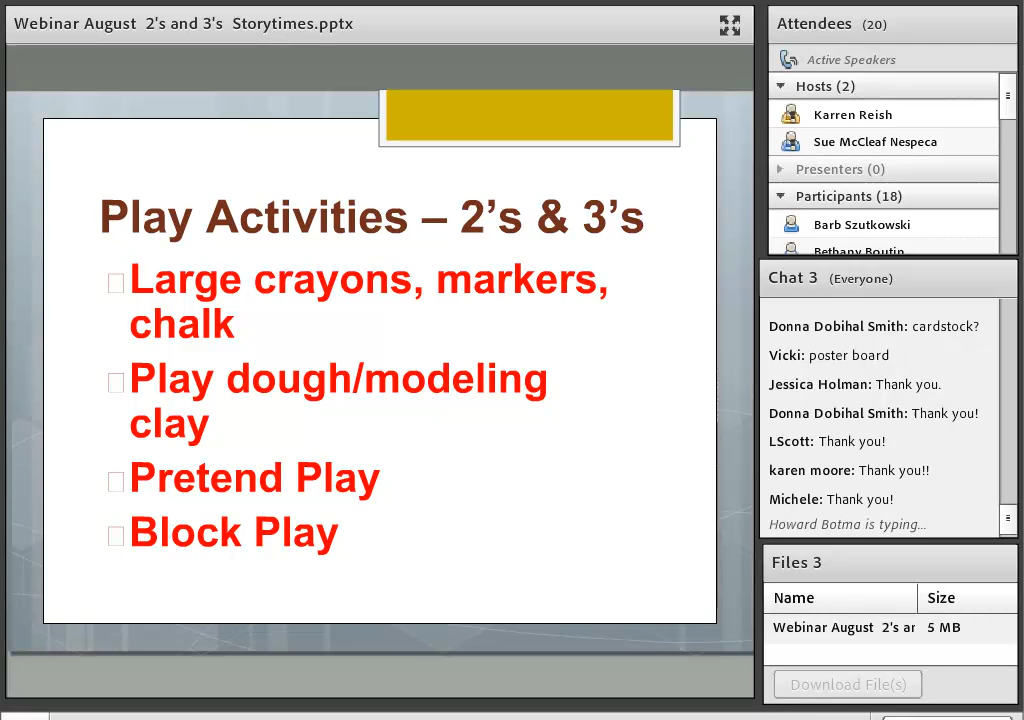 Webinar August 2's and 3's Storytimes.pptx
Play Activities – 2’s & 3’s
Large crayons, markers,
chalk
Play dough/modeling
clay
Pretend Play
Block Play
Attendees (20)
Active Speakers
Hosts (2)
Karren Reish
Sue McCleaf Nespeca
Presenters (0)
Participants (18)
Barb Szutkowski
Bethany Boutin
Chat 3 (Everyone)
Donna Dobihal Smith: cardstock?
Vicki: poster board
Jessica Holman: Thank you.
Donna Dobihal Smith: Thank you!
LScott: Thank you!
karen moore: Thank you!!
Michele: Thank you!
Howard Botma is typing...
Files 3
Name Size
Webinar August 2's ar 5 MB
Download File(s)